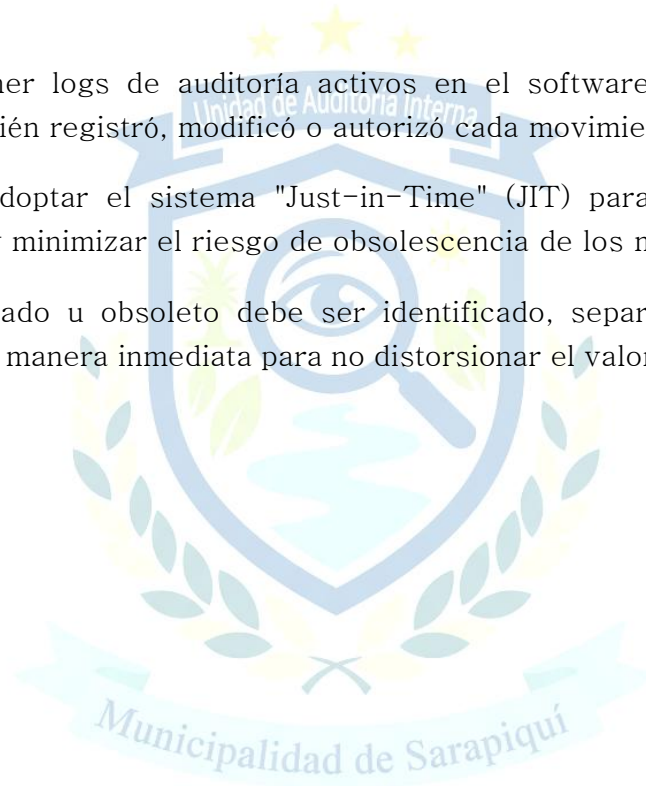 ner logs de auditoría activos en el software
Unidad de Auditoría Interna
ién registró, modificó o autorizó cada movimie
doptar el sistema "Just-in-Time" (JIT) para
minimizar el riesgo de obsolescencia de los
ado u obsoleto debe ser identificado, separ
manera inmediata para no distorsionar el valor
Municipalidad de Sarapiquí